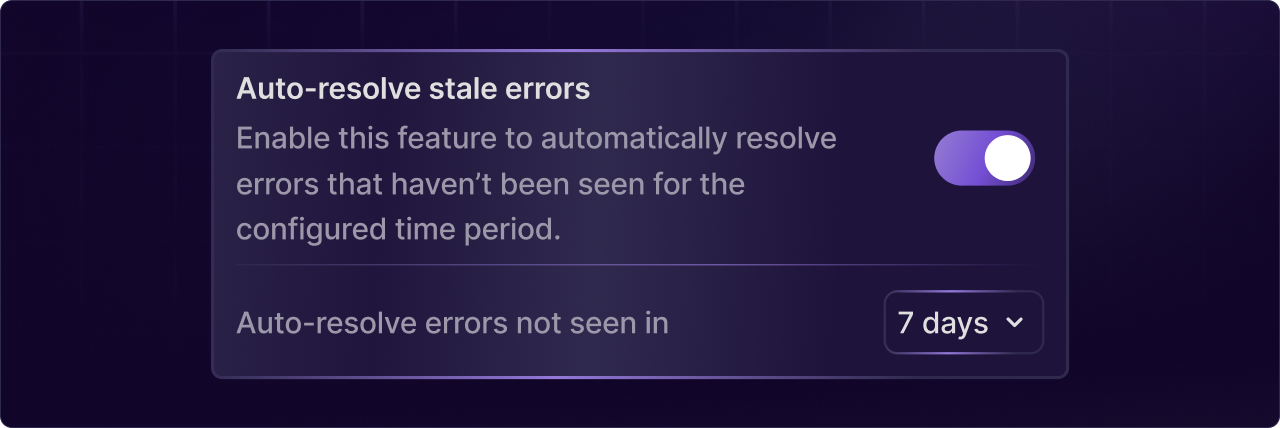 Auto-resolve stale errors
Enable this feature to automatically resolve
errors that haven’t been seen for the
configured time period.
Auto-resolve errors not seen in
7 days